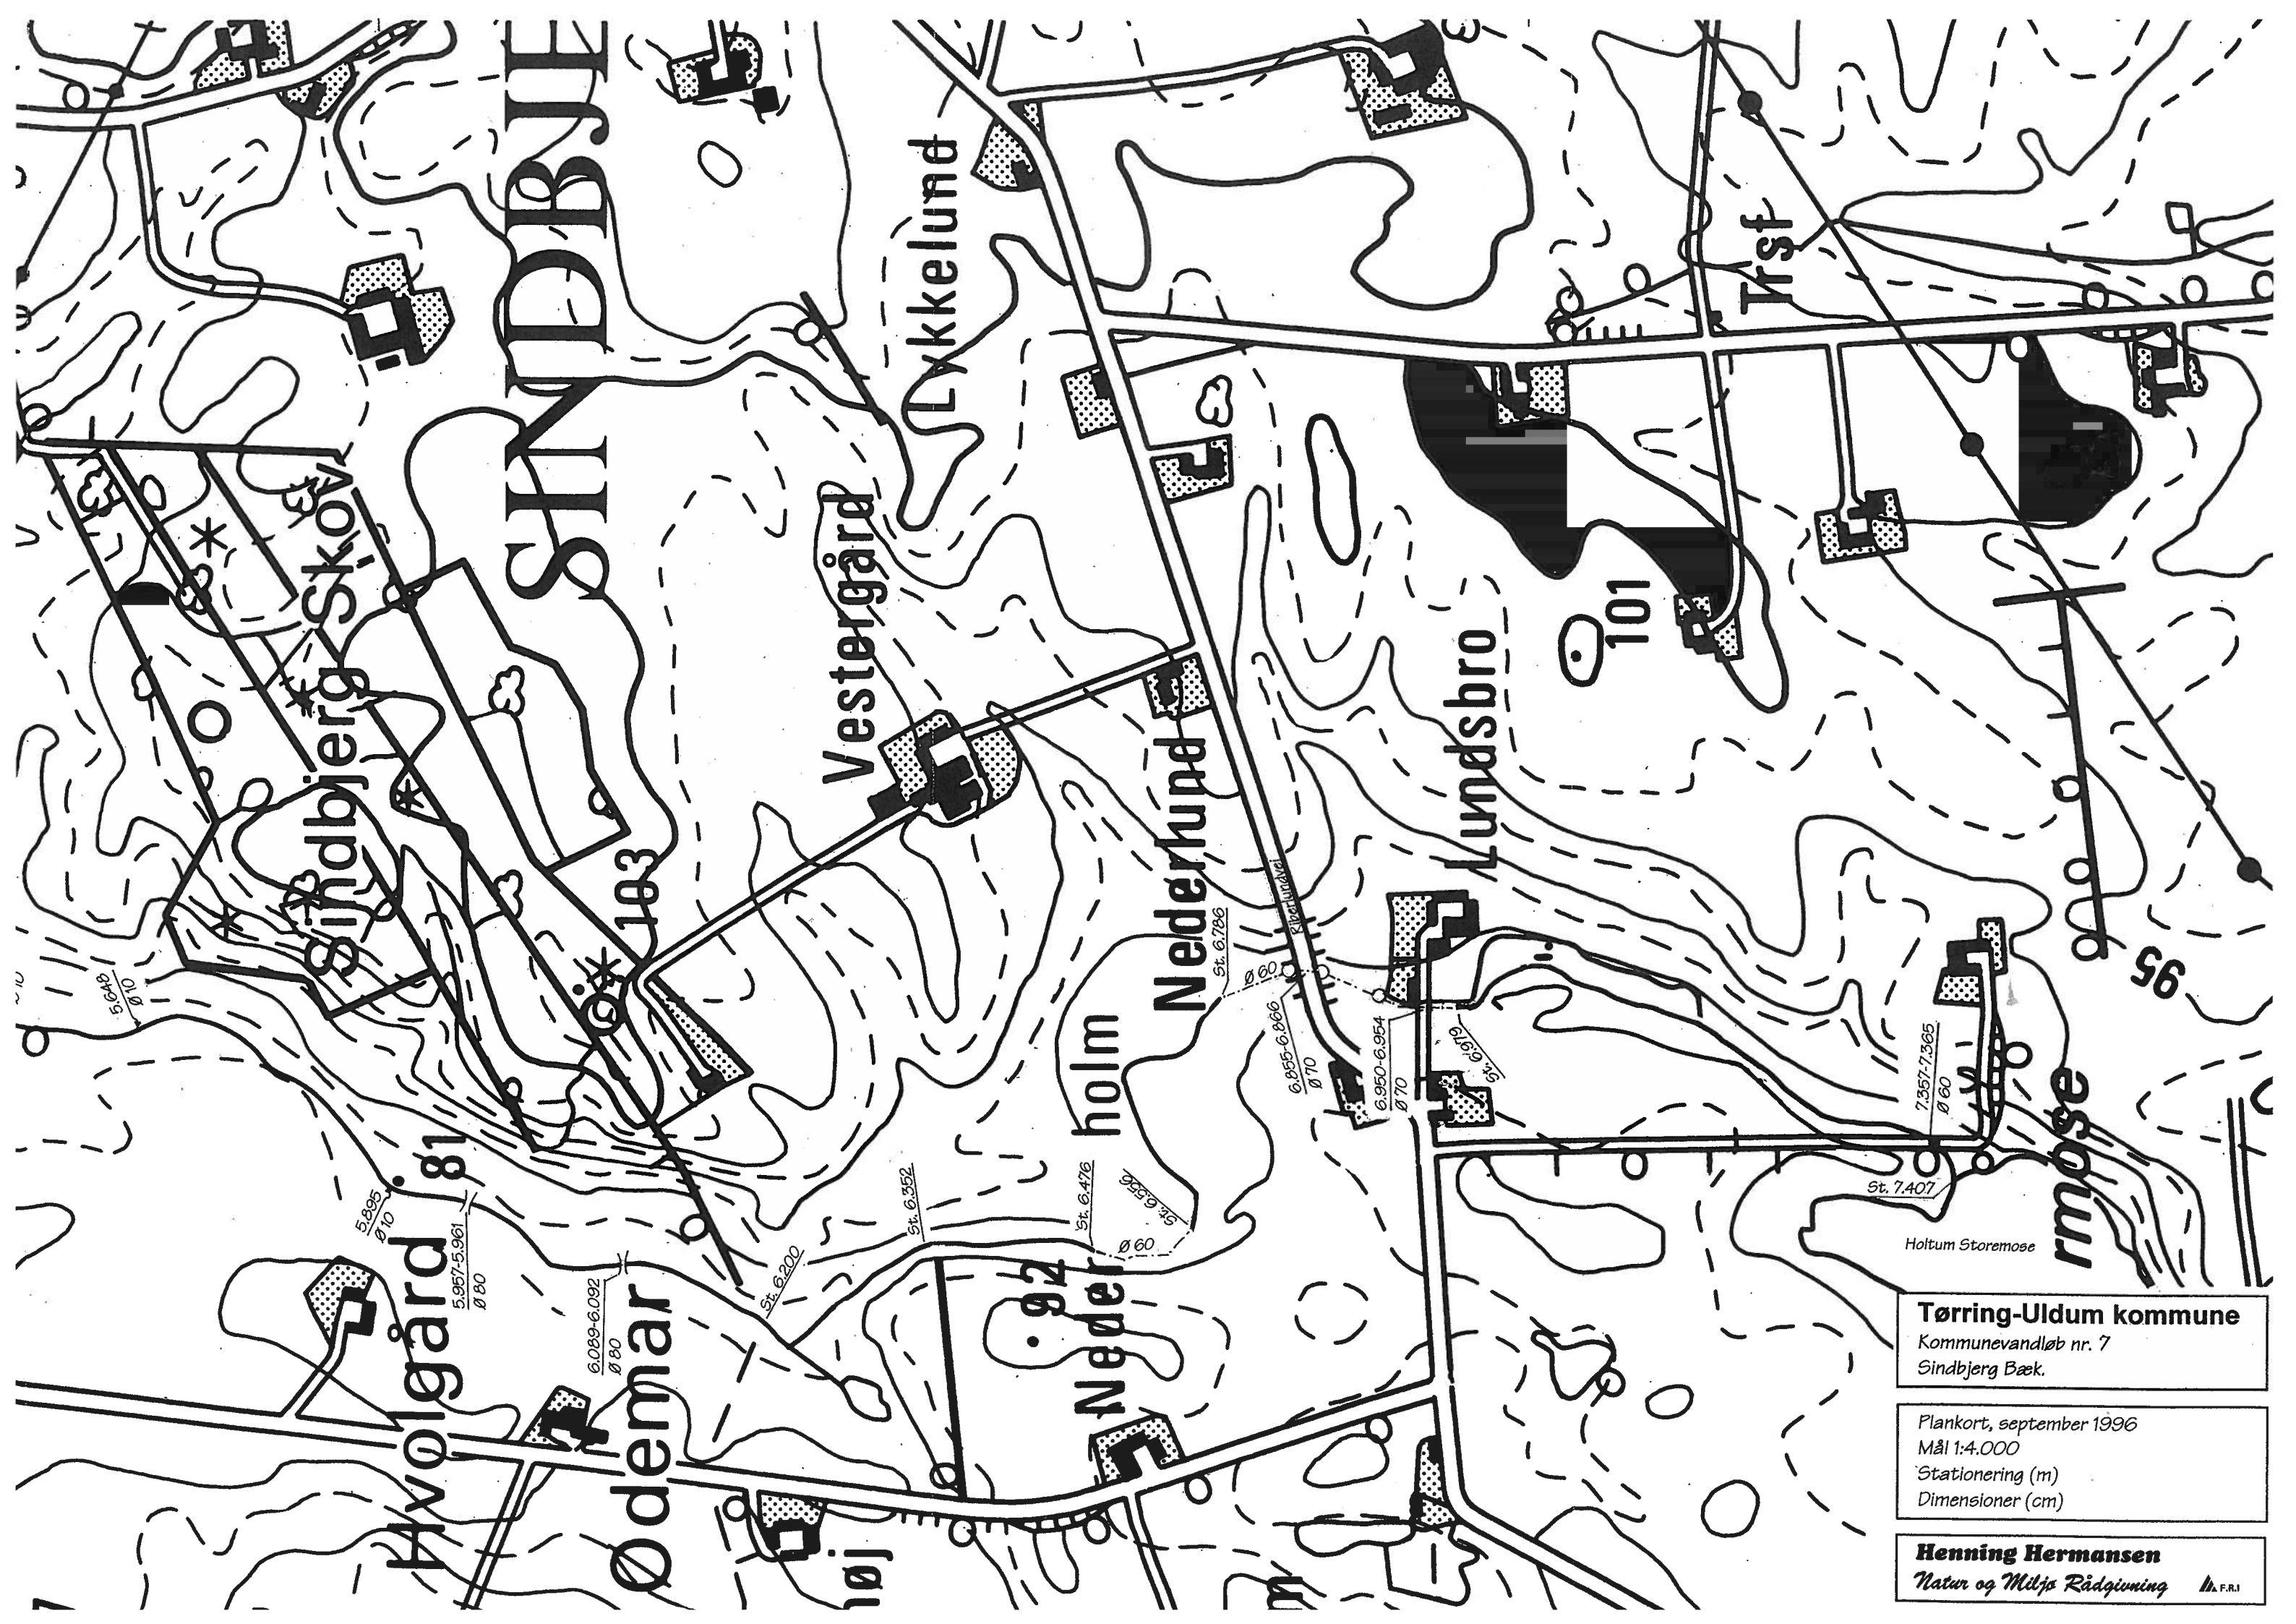 SINDBJE
Lykkelund
Trst
Sindbjerg Skov
Vestergård
101
Lundsbro
Nederlund
103
Riberlundvej
St. 6.786
Ø 60
5.648
Ø 10
6.855-6.866
Ø 70
6.950-6.954
Ø 70
St. 6.979
95
7.357-7.365
Ø 60
holm
81
5.895
Ø 10
5.957-5.961
Ø 80
6.089-6.092
Ø 80
St. 6.200
St. 6.352
St. 6.476
St. 6.556
Ø 60
St. 7.407
Holtum Storemose
rmose
92
Neder
Hvolgård
Ødemar
høj
m
Tørring-Uldum kommune
Kommunevandløb nr. 7
Sindbjerg Bæk.
Plankort, september 1996
Mål 1:4.000
Stationering (m)
Dimensioner (cm)
Henning Hermansen
Natur og Miljø Rådgivning
F.R.I